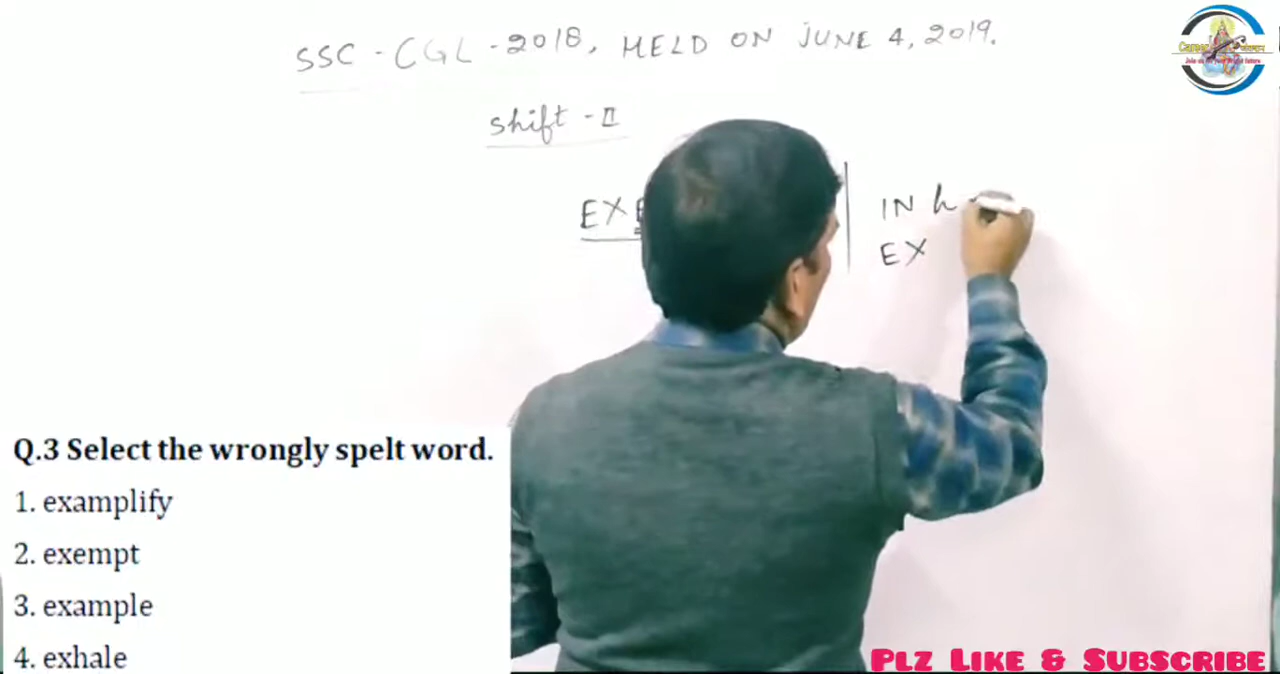 SSC - CGL - 2018, HELD ON JUNE 4, 2019.
Shift - II
EXE
IN h
EX
Q.3 Select the wrongly spelt word.
1. examplify
2. exempt
3. example
4. exhale
Plz Like & Subscribe